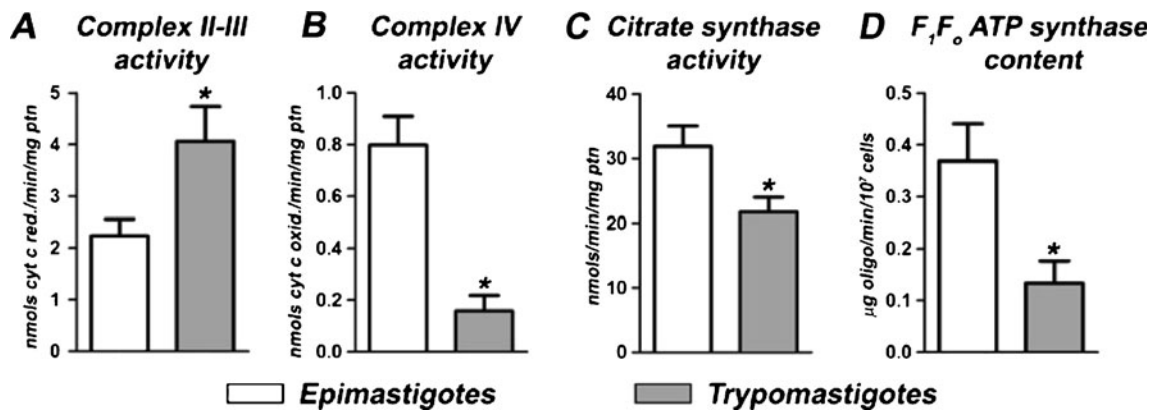 A Complex II-III
activity
nmols cyt c red./min/mg ptn
5
4
3
2
1
0
*
B Complex IV
activity
nmols cyt c oxid./min/mg ptn
1.0
0.8
0.6
0.4
0.2
0.0
*
C Citrate synthase
activity
nmols/min/mg ptn
40
30
20
10
0
*
D F₁Fₒ ATP synthase
content
µg oligo/min/10⁷ cells
0.5
0.4
0.3
0.2
0.1
0.0
*
Epimastigotes
Trypomastigotes